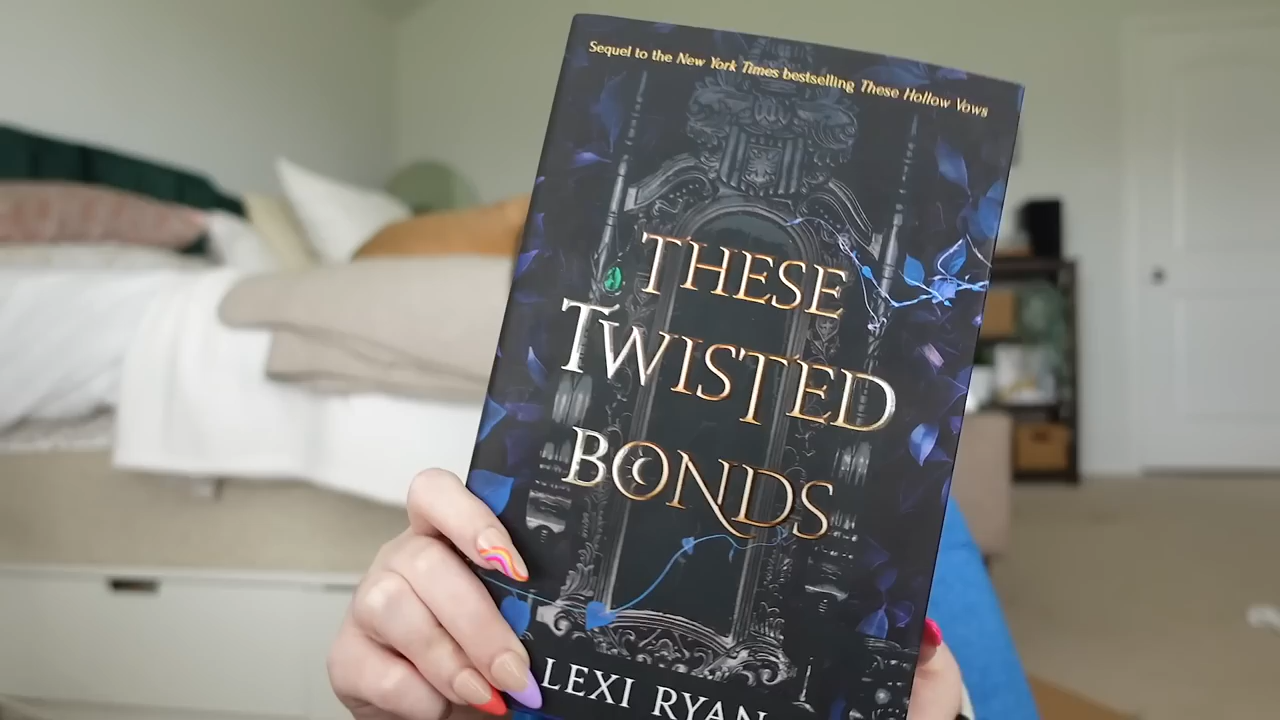 Sequel to the New York Times bestselling These Hollow Vows
THESE
TWISTED
BONDS
LEXI RYAN